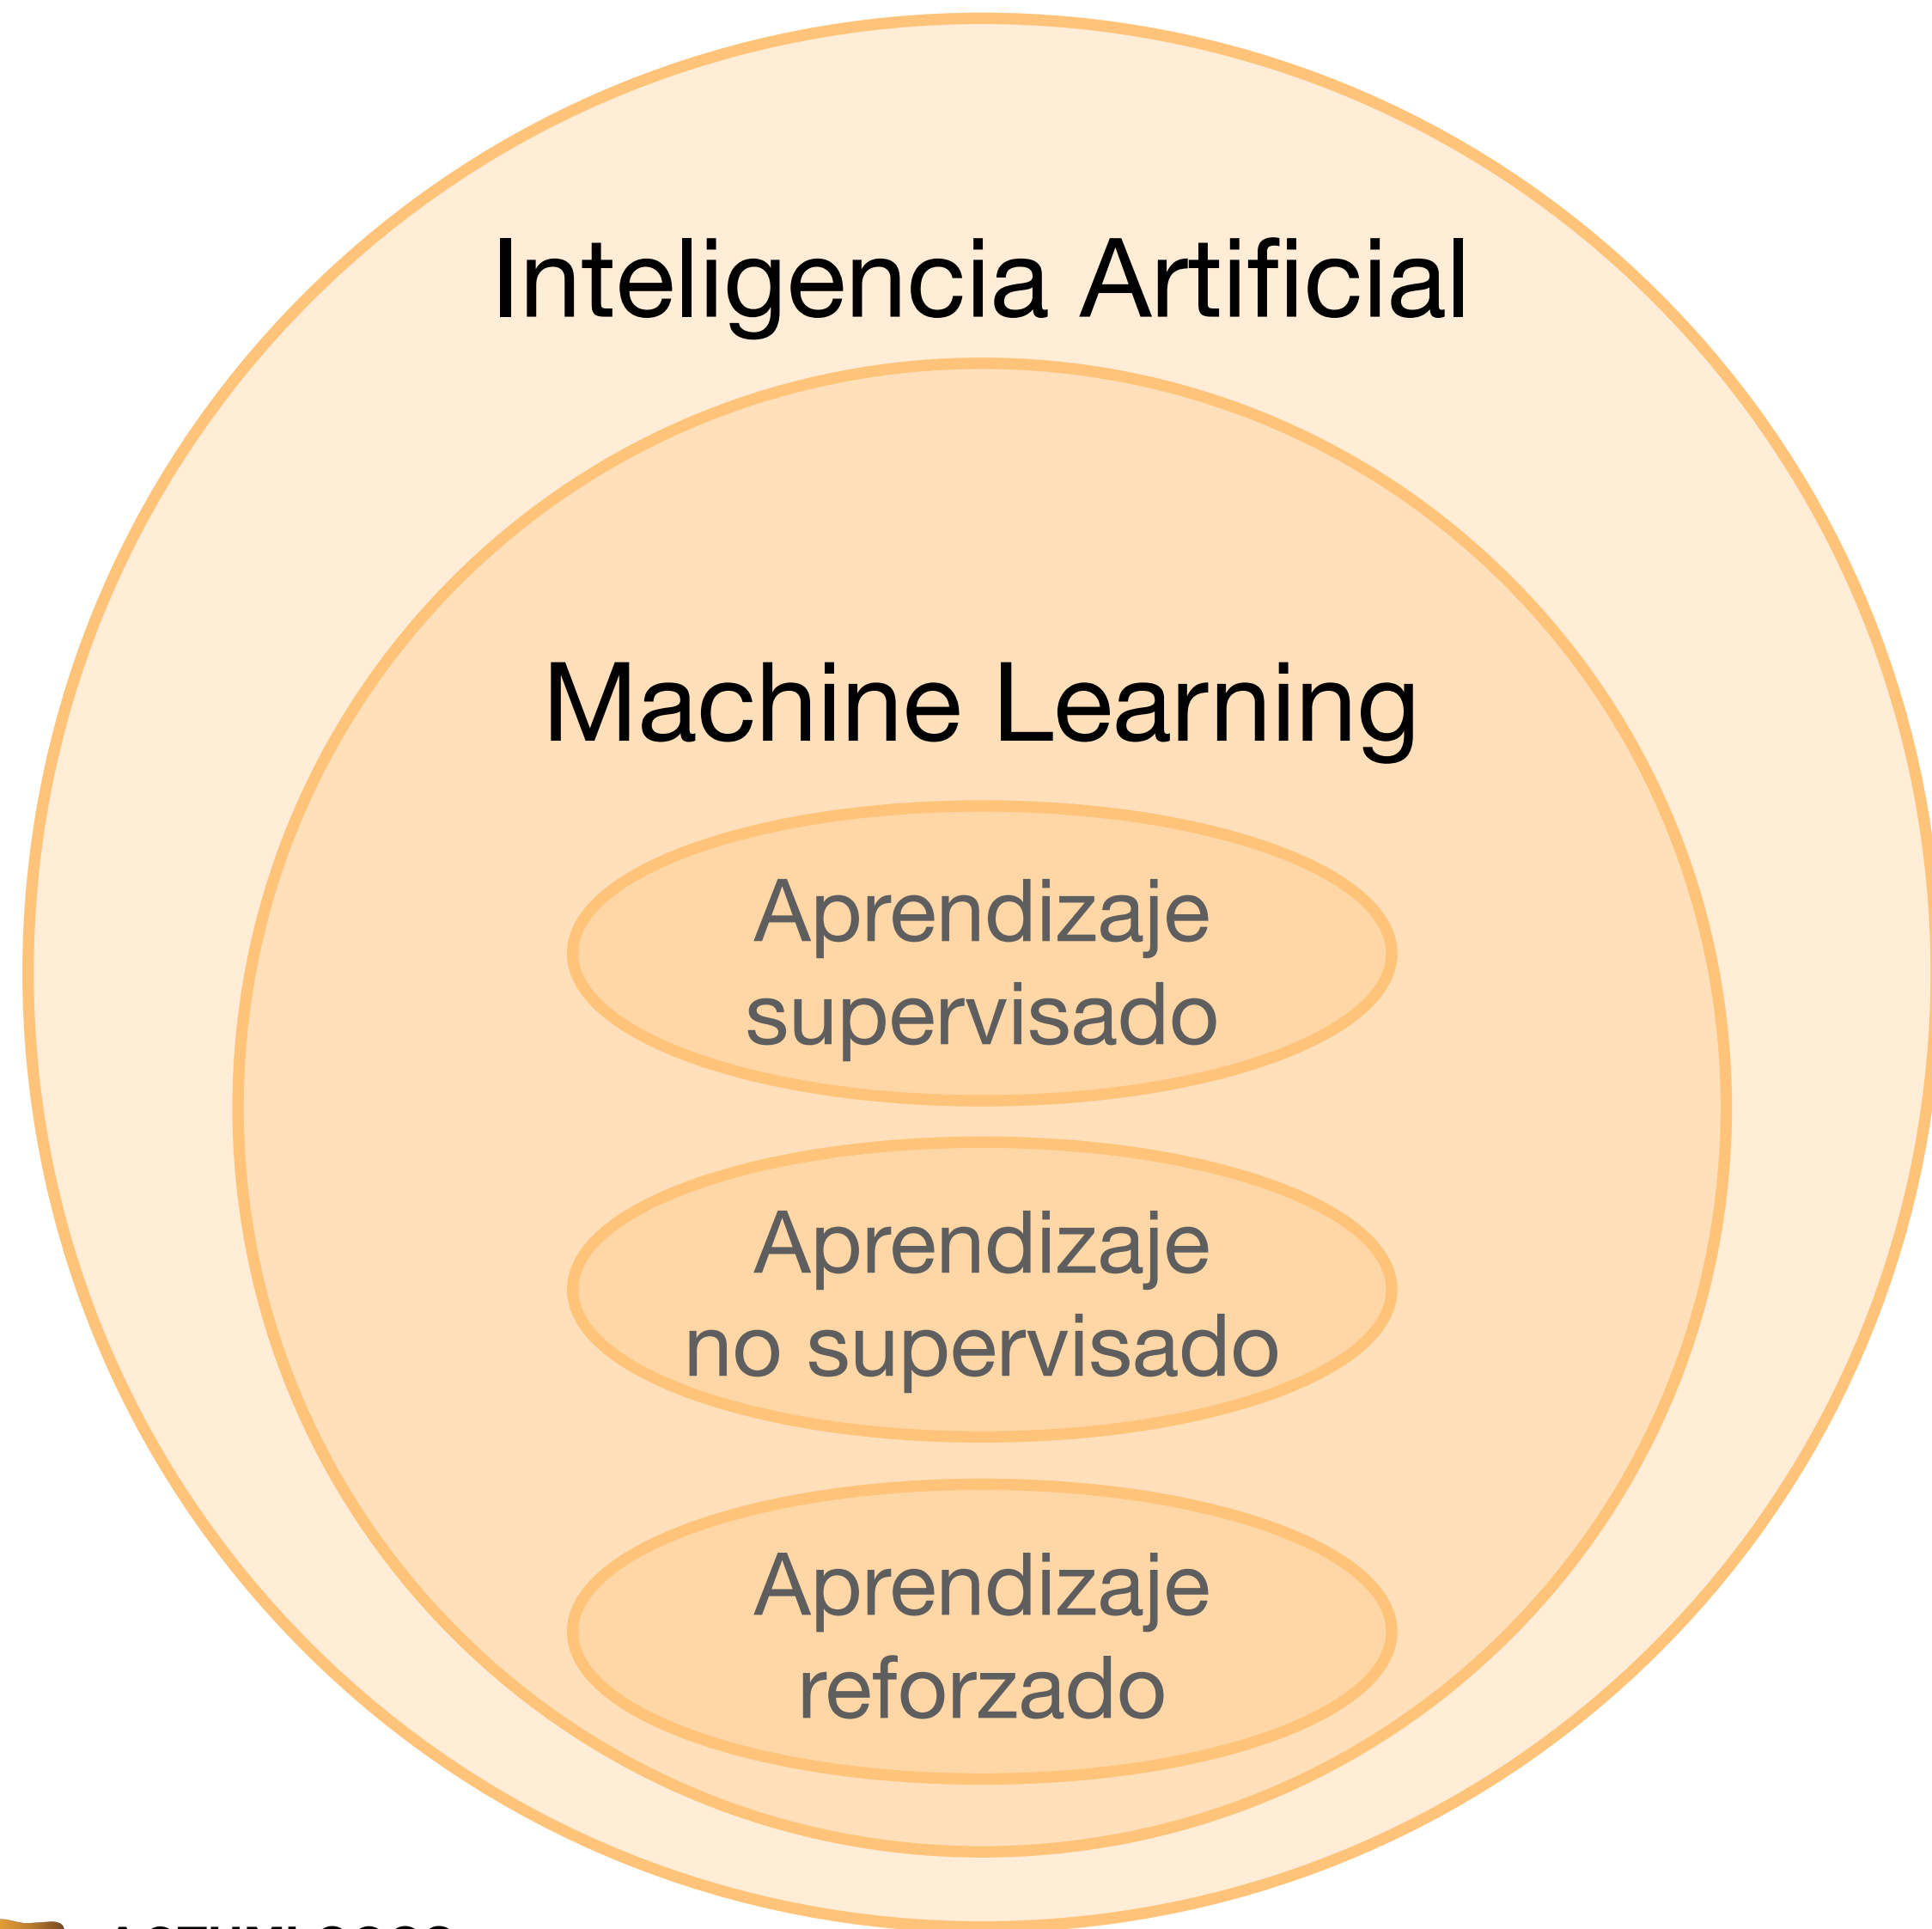 Inteligencia Artificial
Machine Learning
Aprendizaje
supervisado
Aprendizaje
no supervisado
Aprendizaje
reforzado